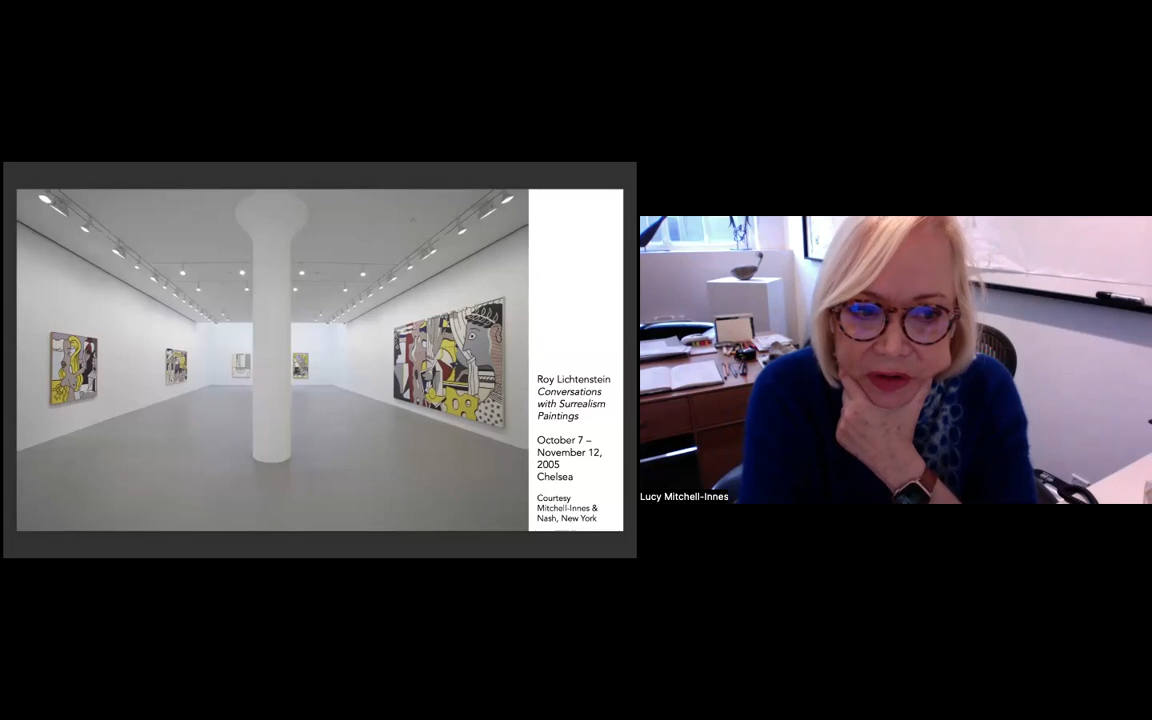 Roy Lichtenstein
Conversations
with Surrealism
Paintings
October 7 –
November 12,
2005
Chelsea
Courtesy
Mitchell-Innes &
Nash, New York
Lucy Mitchell-Innes